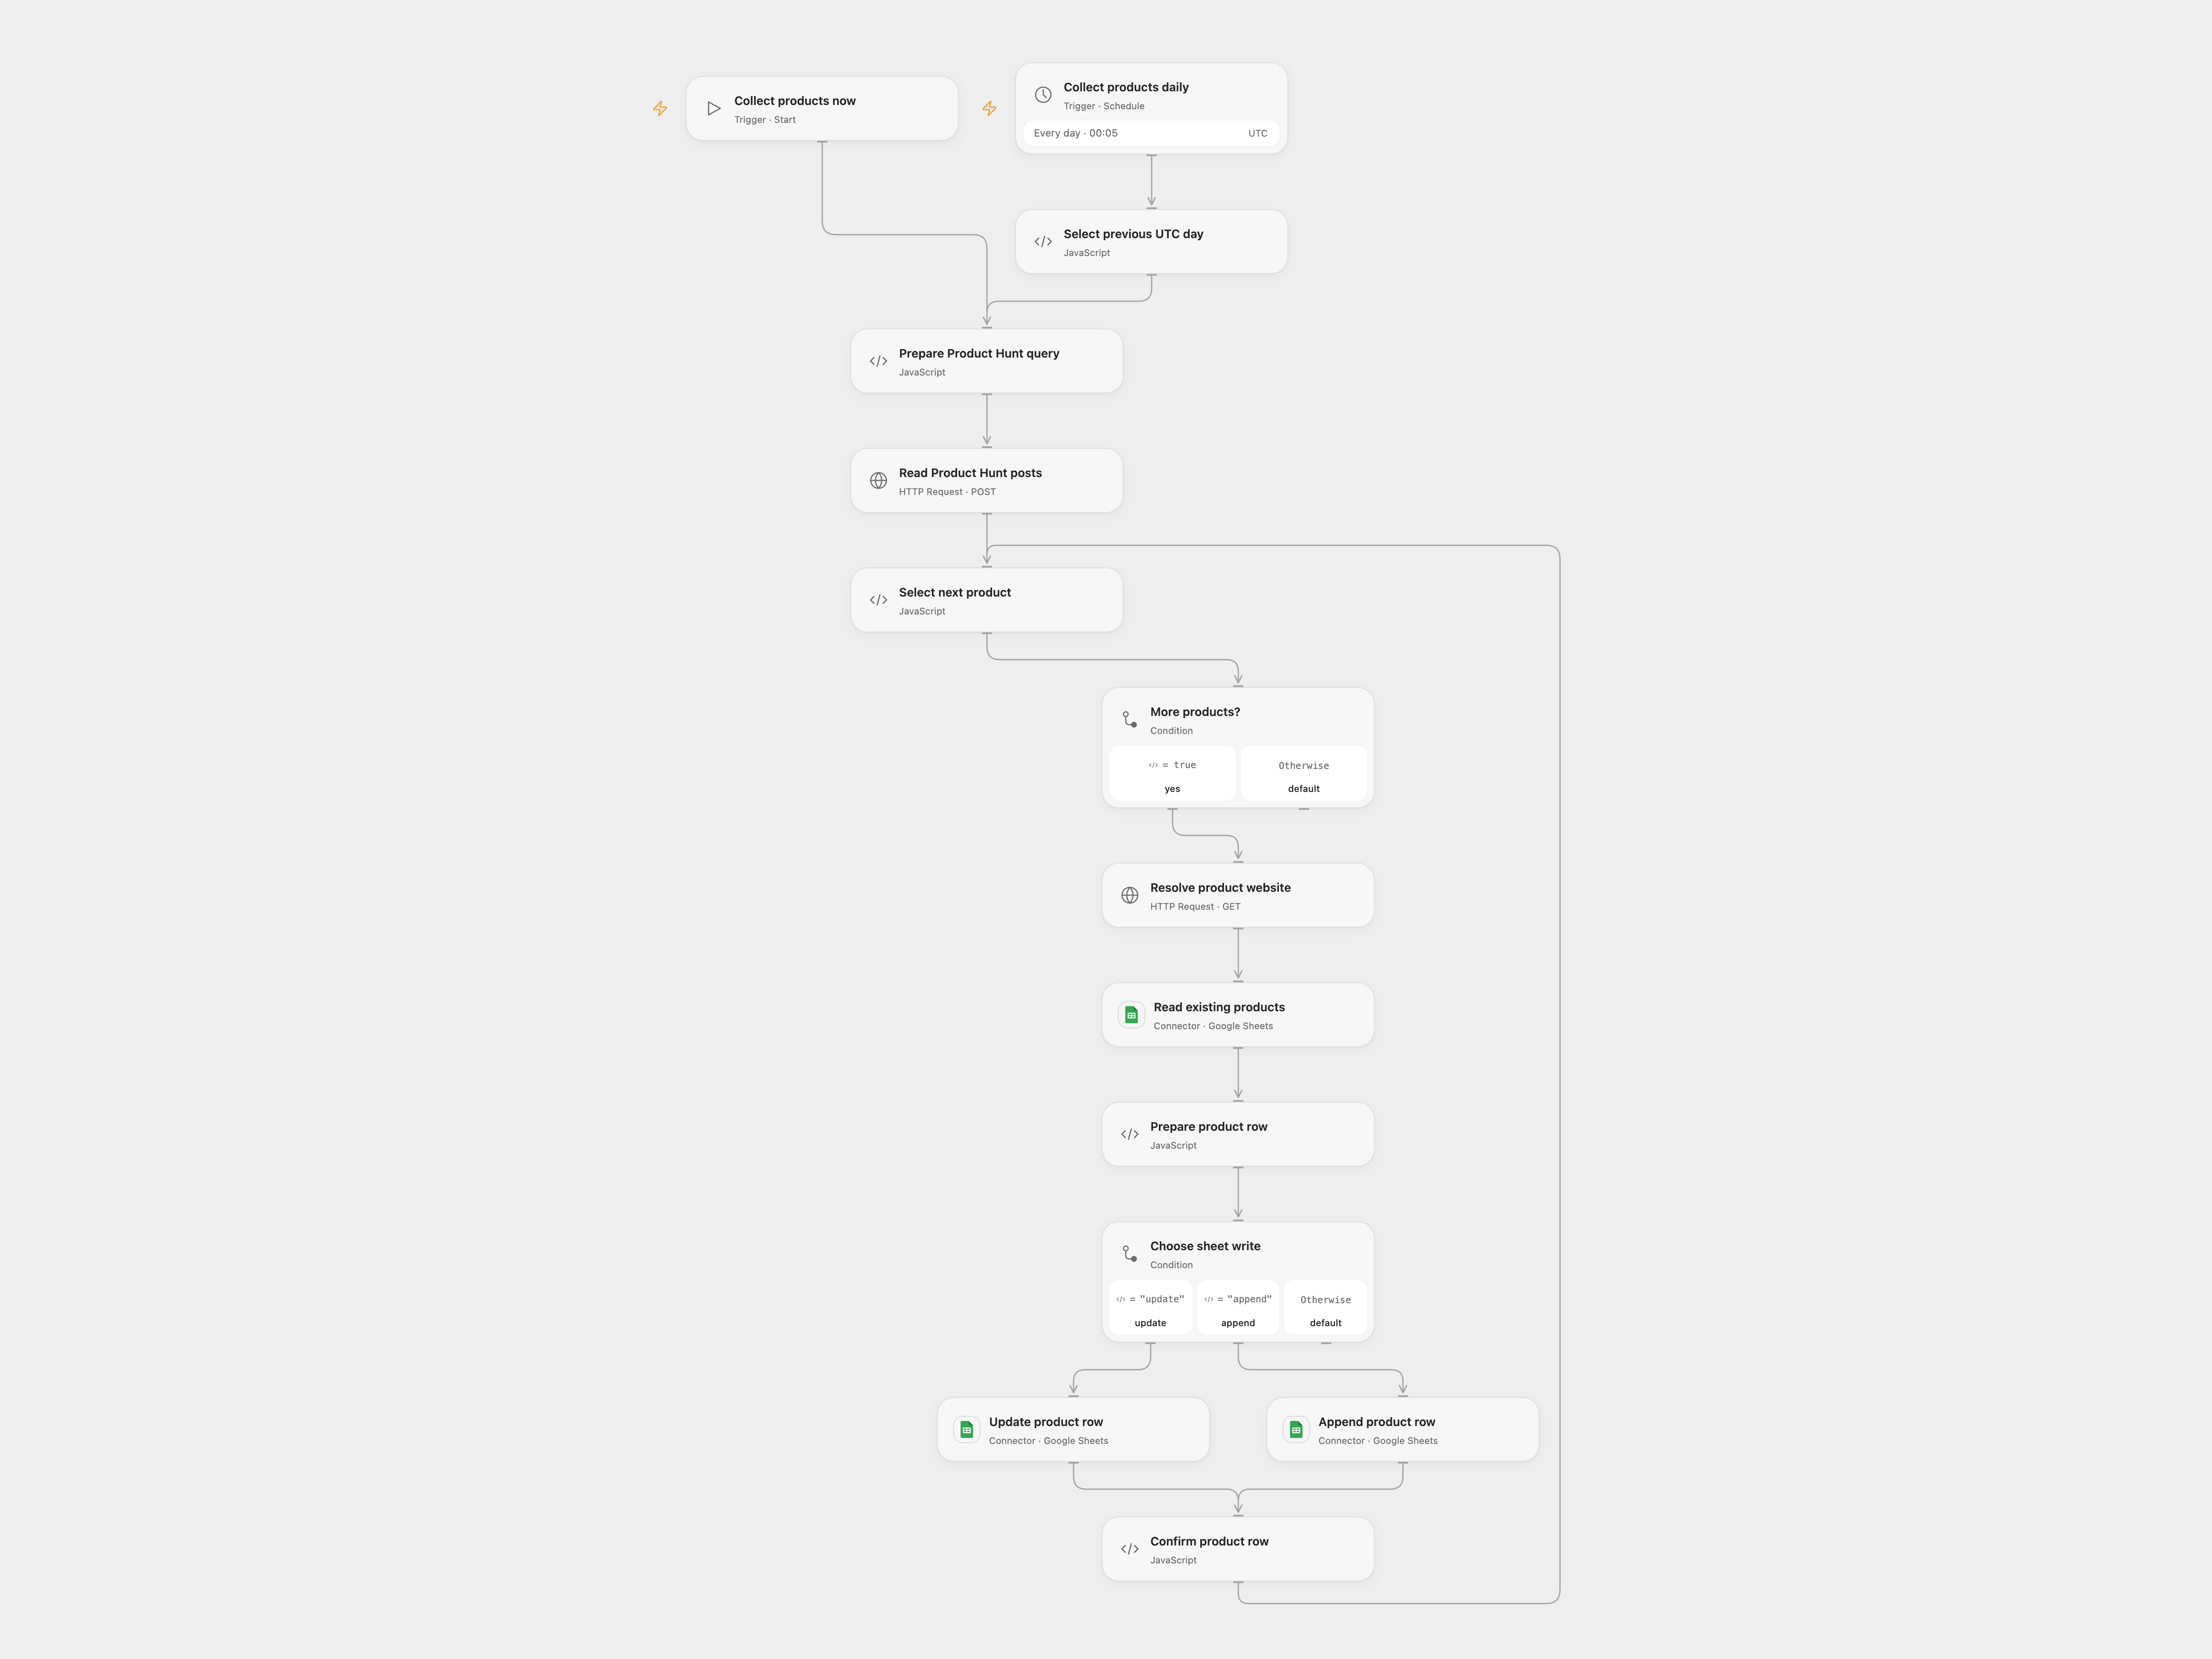 Collect products now
Trigger · Start
Collect products daily
Trigger · Schedule
Every day · 00:05
UTC
Select previous UTC day
JavaScript
Prepare Product Hunt query
JavaScript
Read Product Hunt posts
HTTP Request · POST
Select next product
JavaScript
More products?
Condition
</> = true
yes
Otherwise
default
Resolve product website
HTTP Request · GET
Read existing products
Connector · Google Sheets
Prepare product row
JavaScript
Choose sheet write
Condition
</> = "update"
update
</> = "append"
append
Otherwise
default
Update product row
Connector · Google Sheets
Append product row
Connector · Google Sheets
Confirm product row
JavaScript